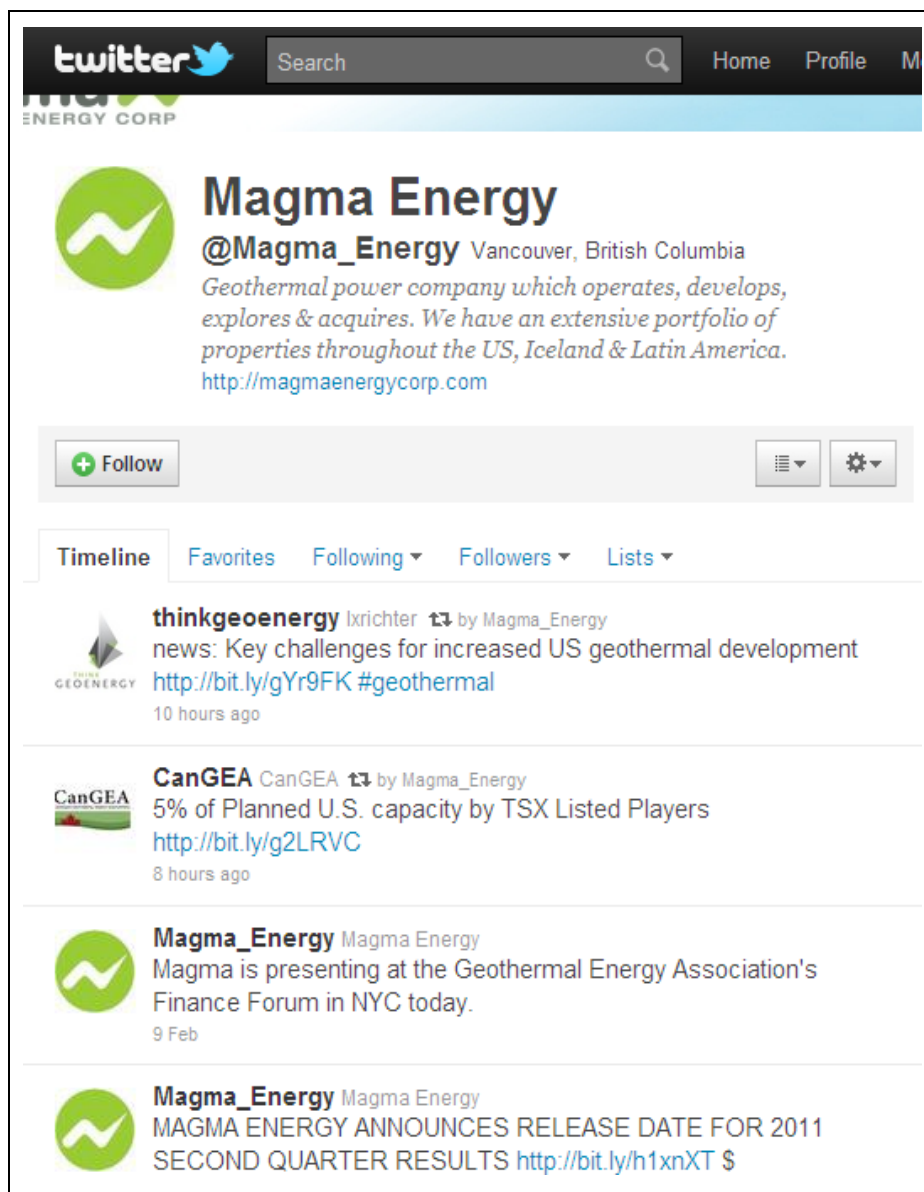 twitter Search Home Profile
ENERGY CORP
Magma Energy
@Magma_Energy Vancouver, British Columbia
Geothermal power company which operates, develops,
explores & acquires. We have an extensive portfolio of
properties throughout the US, Iceland & Latin America.
http://magmaenergycorp.com
Follow
Timeline Favorites Following Followers Lists
thinkgeoenergy lxrichter by Magma_Energy
news: Key challenges for increased US geothermal development
THINK
GEOENERGY
http://bit.ly/gYr9FK #geothermal
10 hours ago
CanGEA CanGEA by Magma_Energy
CanGEA
5% of Planned U.S. capacity by TSX Listed Players
http://bit.ly/g2LRVC
8 hours ago
Magma_Energy Magma Energy
Magma is presenting at the Geothermal Energy Association's
Finance Forum in NYC today.
9 Feb
Magma_Energy Magma Energy
MAGMA ENERGY ANNOUNCES RELEASE DATE FOR 2011
SECOND QUARTER RESULTS http://bit.ly/h1xnXT $